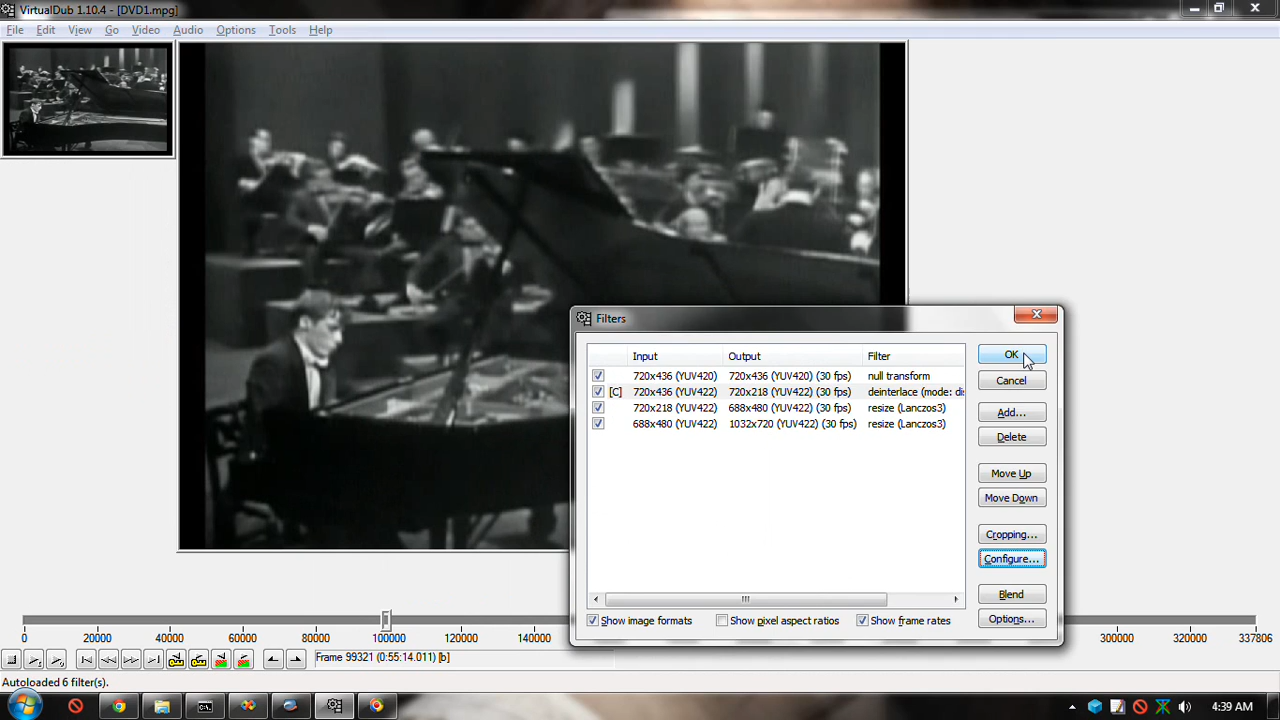 VirtualDub 1.10.4 - [DVD1.mpg]
File Edit View Go Video Audio Options Tools Help
Filters
Input Output Filter
720x436 (YUV420) 720x436 (YUV420) (30 fps) null transform
[C] 720x436 (YUV422) 720x218 (YUV422) (30 fps) deinterlace (mode: dis
720x218 (YUV422) 688x480 (YUV422) (30 fps) resize (Lanczos3)
688x480 (YUV422) 1032x720 (YUV422) (30 fps) resize (Lanczos3)
OK
Cancel
Add...
Delete
Move Up
Move Down
Cropping...
Configure...
Blend
Options...
Show image formats Show pixel aspect ratios Show frame rates
0 20000 40000 60000 80000 100000 120000 140000 300000 320000 337806
Frame 99321 (0:55:14.011) [b]
Autoloaded 6 filter(s).
4:39 AM